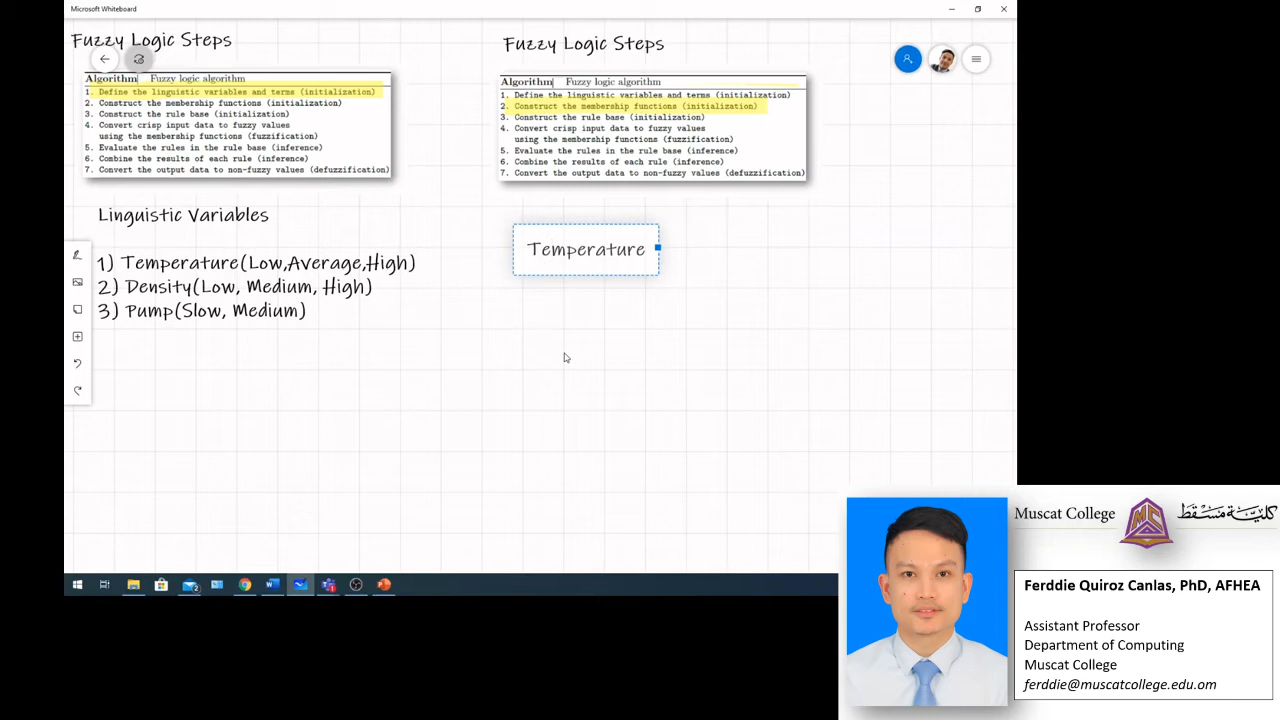 Microsoft Whiteboard
Fuzzy Logic Steps
Algorithm Fuzzy logic algorithm
1. Define the linguistic variables and terms (initialization)
2. Construct the membership functions (initialization)
3. Construct the rule base (initialization)
4. Convert crisp input data to fuzzy values
using the membership functions (fuzzification)
5. Evaluate the rules in the rule base (inference)
6. Combine the results of each rule (inference)
7. Convert the output data to non-fuzzy values (defuzzification)
Linguistic Variables
1) Temperature(Low,Average,High)
2) Density(Low, Medium, High)
3) Pump(Slow, Medium)
Fuzzy Logic Steps
Algorithm Fuzzy logic algorithm
1. Define the linguistic variables and terms (initialization)
2. Construct the membership functions (initialization)
3. Construct the rule base (initialization)
4. Convert crisp input data to fuzzy values
using the membership functions (fuzzification)
5. Evaluate the rules in the rule base (inference)
6. Combine the results of each rule (inference)
7. Convert the output data to non-fuzzy values (defuzzification)
Temperature
Muscat College
كلية مسقط
Ferddie Quiroz Canlas, PhD, AFHEA
Assistant Professor
Department of Computing
Muscat College
ferddie@muscatcollege.edu.om